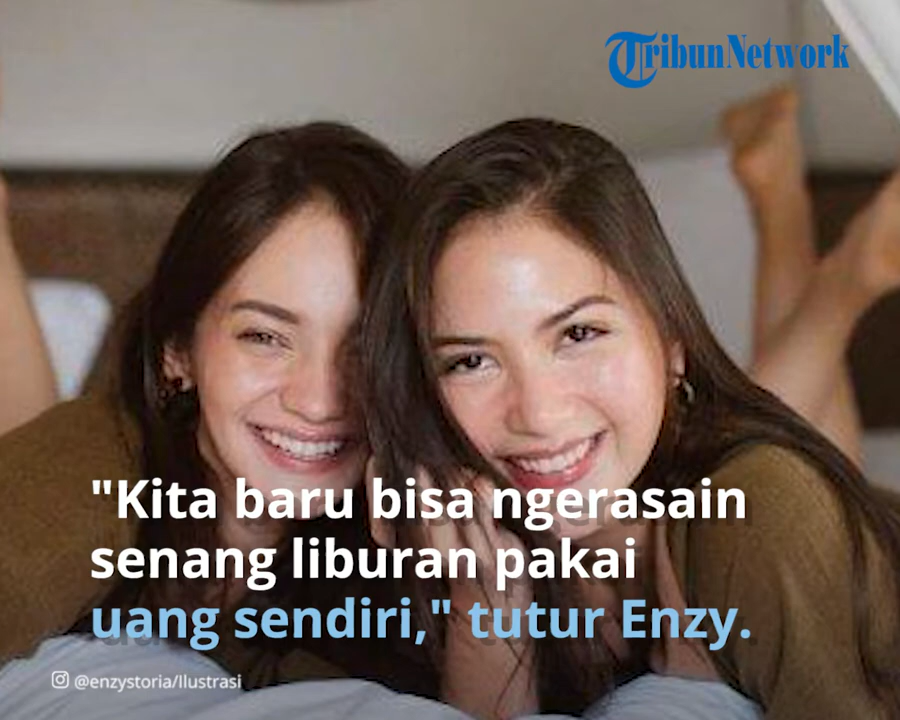 TribunNetwork
"Kita baru bisa ngerasain
senang liburan pakai
uang sendiri," tutur Enzy.
@enzystoria/Ilustrasi